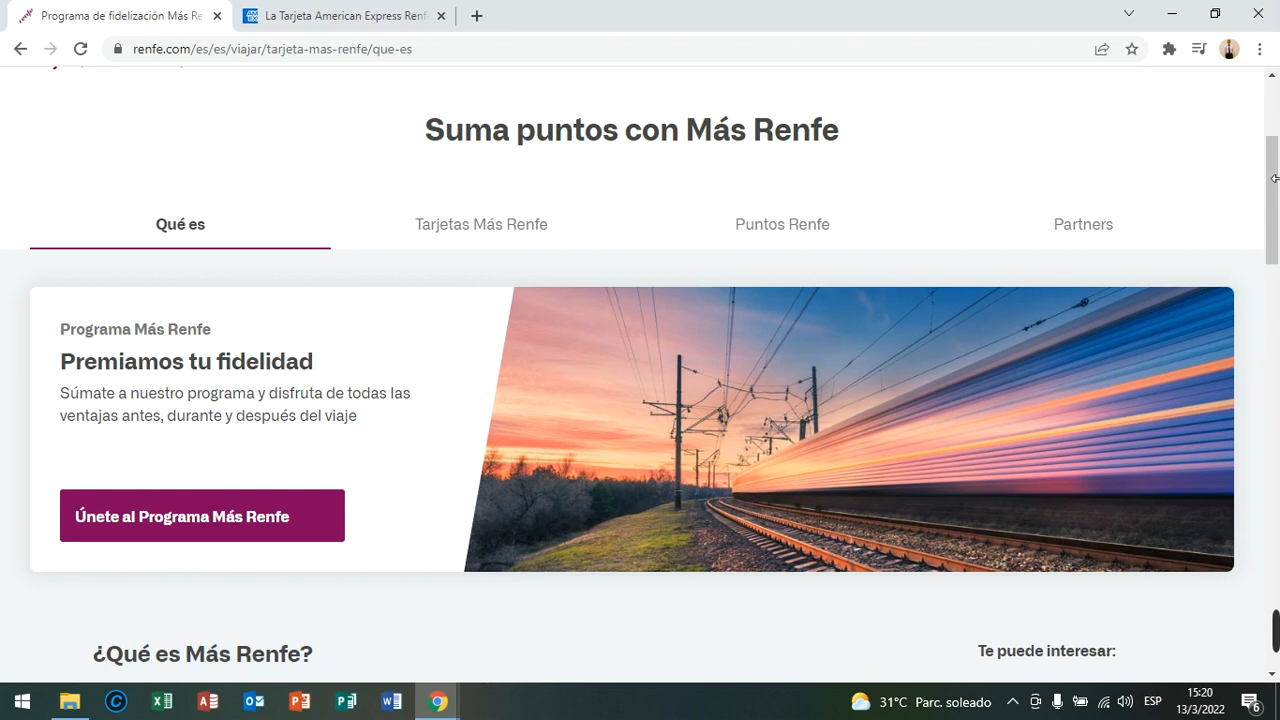 Programa de fidelización Más Re
La Tarjeta American Express Renf
renfe.com/es/es/viajar/tarjeta-mas-renfe/que-es
Suma puntos con Más Renfe
Qué es
Tarjetas Más Renfe
Puntos Renfe
Partners
Programa Más Renfe
Premiamos tu fidelidad
Súmate a nuestro programa y disfruta de todas las
ventajas antes, durante y después del viaje
Únete al Programa Más Renfe
¿Qué es Más Renfe?
Te puede interesar:
31°C Parc. soleado
ESP
15:20
13/3/2022
6